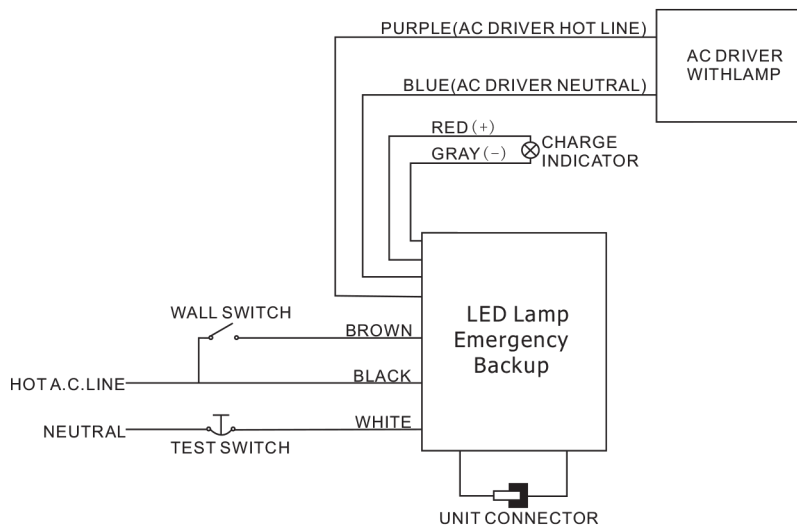 PURPLE(AC DRIVER HOT LINE)
AC DRIVER
WITHLAMP
BLUE(AC DRIVER NEUTRAL)
RED(+)
GRAY(-)
CHARGE
INDICATOR
LED Lamp
Emergency
Backup
WALL SWITCH
BROWN
HOT A.C.LINE
BLACK
NEUTRAL
WHITE
TEST SWITCH
UNIT CONNECTOR